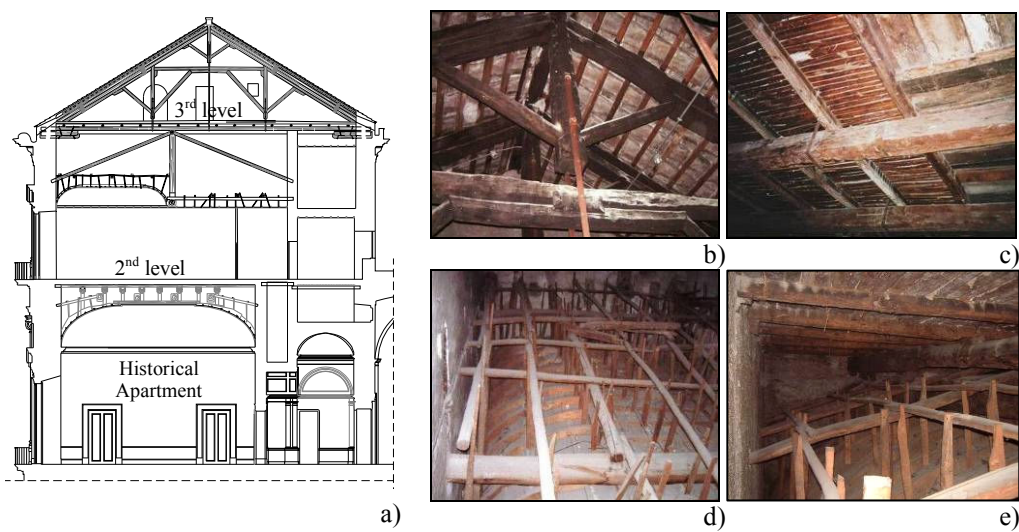 3rd level
2nd level
Historical
Apartment
a)
b)
c)
d)
e)